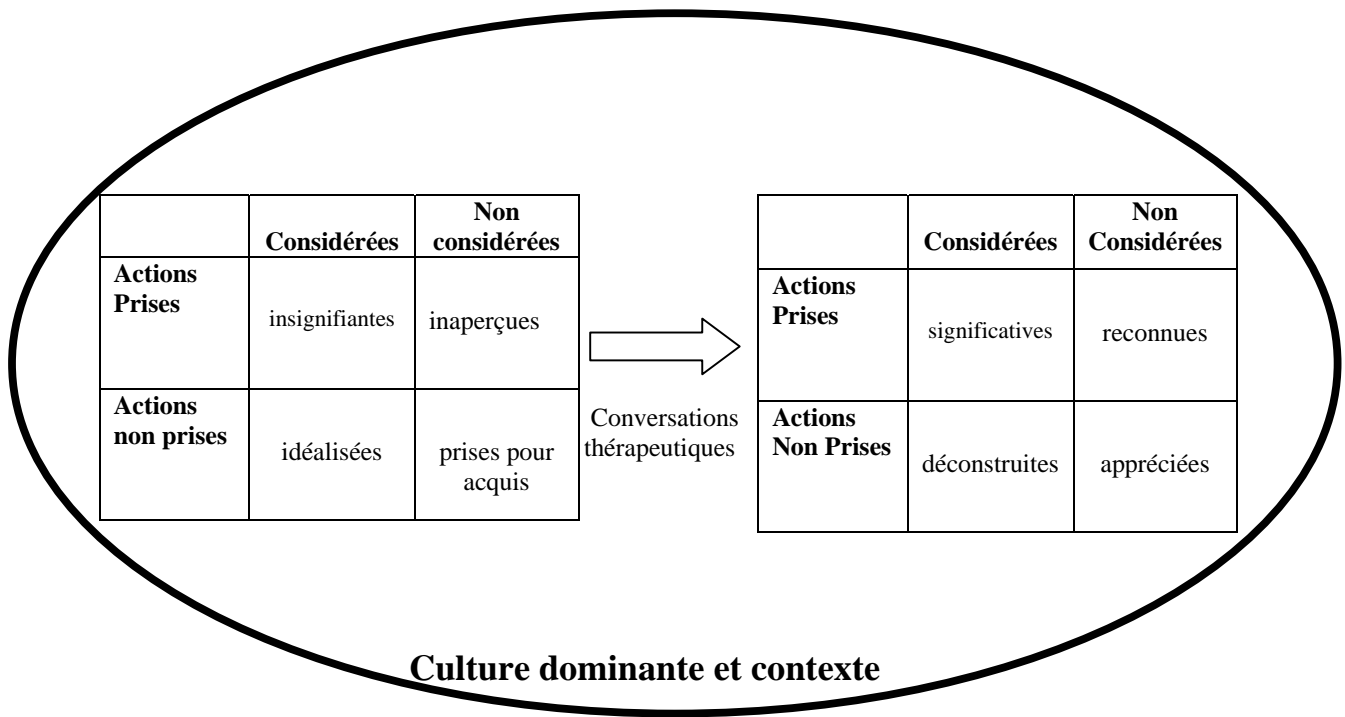 Non
Considérées considérées
Actions
Prises
insignifiantes inaperçues
Actions
non prises
idéalisées prises pour
acquis
Conversations
thérapeutiques
Non
Considérées Considérées
Actions
Prises
significatives reconnues
Actions
Non Prises
déconstruites appréciées
Culture dominante et contexte